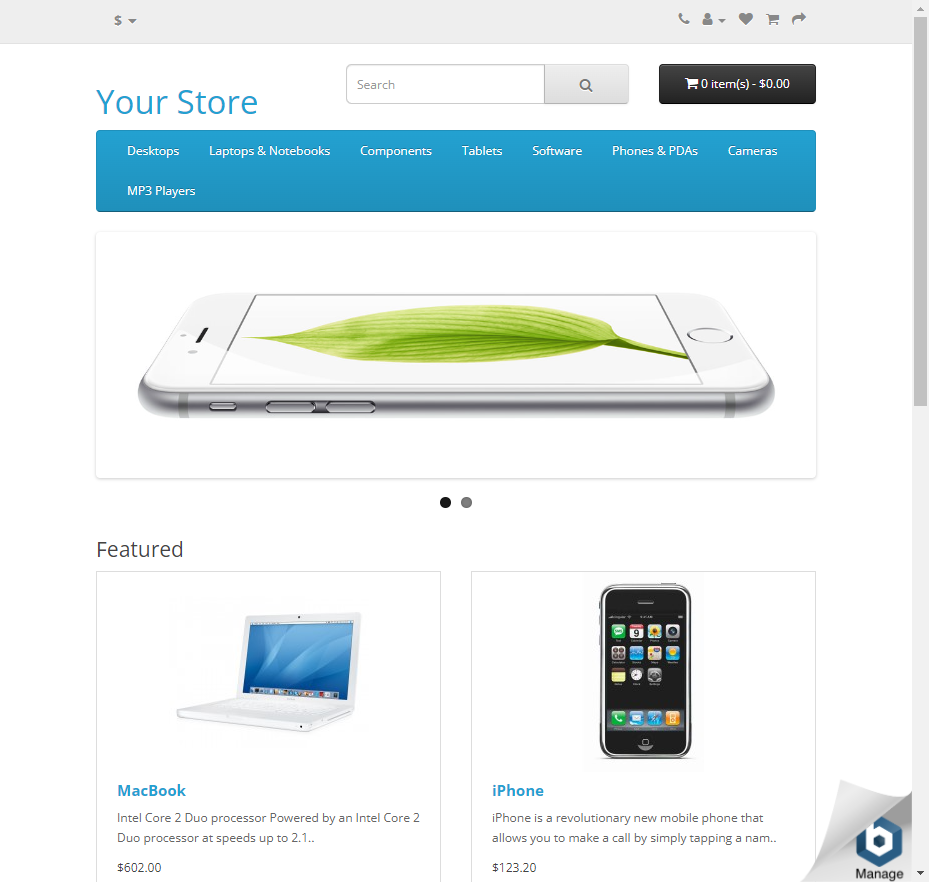 $
Search
0 item(s) - $0.00
Your Store
Desktops Laptops & Notebooks Components Tablets Software Phones & PDAs Cameras
MP3 Players
Featured
MacBook
Intel Core 2 Duo processor Powered by an Intel Core 2
Duo processor at speeds up to 2.1..
$602.00
iPhone
iPhone is a revolutionary new mobile phone that
allows you to make a call by simply tapping a nam..
$123.20
Manage